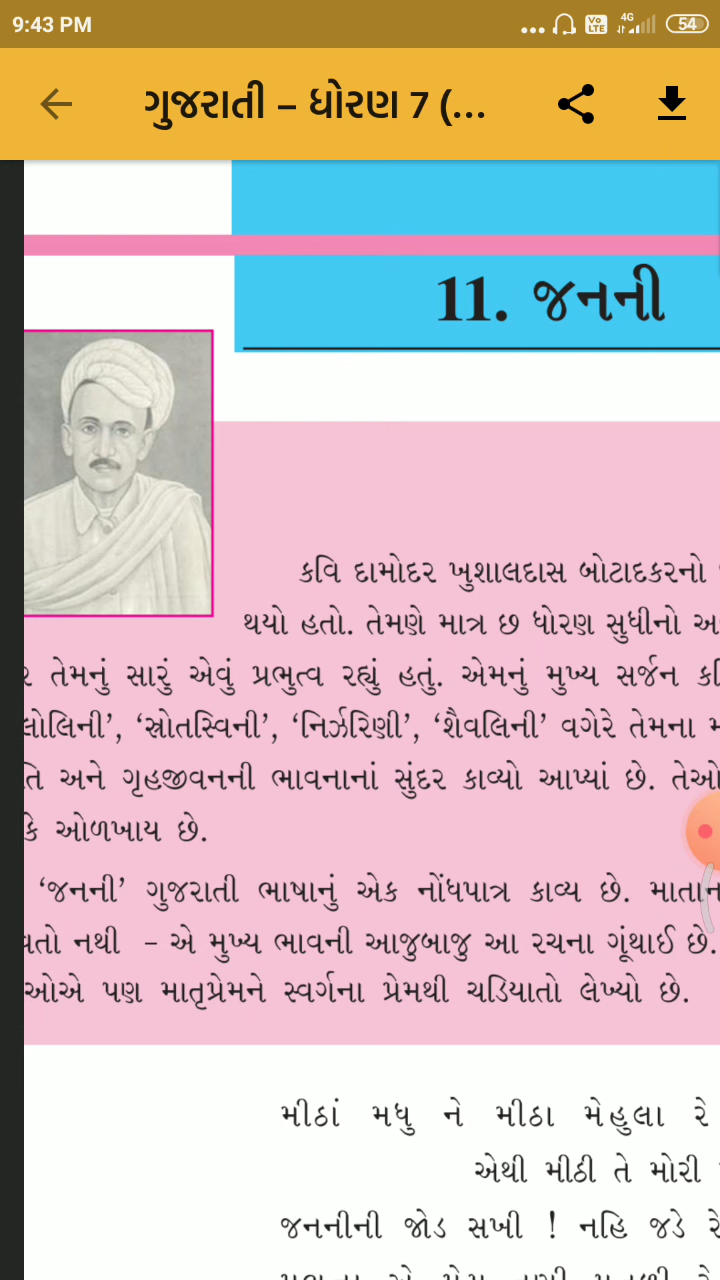 9:43 PM
4G
Vo LTE
54
ગુજરાતી – ધોરણ 7 (...
11. જનની
કવિ દામોદર ખુશાલદાસ બોટાદકરનો
થયો હતો. તેમણે માત્ર છ ધોરણ સુધીનો
તેમનું સારું એવું પ્રભુત્વ રહ્યું હતું. એમનું મુખ્ય સર્જન
‘સ્રોતસ્વિની’, ‘નિર્ઝરિણી’, ‘શૈવલિની’ વગેરે તેમના
અને ગૃહજીવનની ભાવનાનાં સુંદર કાવ્યો આપ્યાં છે. તેઓ
ઓળખાય છે.
‘જનની’ ગુજરાતી ભાષાનું એક નોંધપાત્ર કાવ્ય છે.
નથી – એ મુખ્ય ભાવની આજુબાજુ આ રચના ગૂંથાઈ છે.
પણ માતૃપ્રેમને સ્વર્ગના પ્રેમથી ચડિયાતો લેખ્યો છે.
મીઠાં મધુ ને મીઠા મેહુલા રે
એથી મીઠી તે મોરી
જનનીની જોડ સખી ! નહિ જડે રે